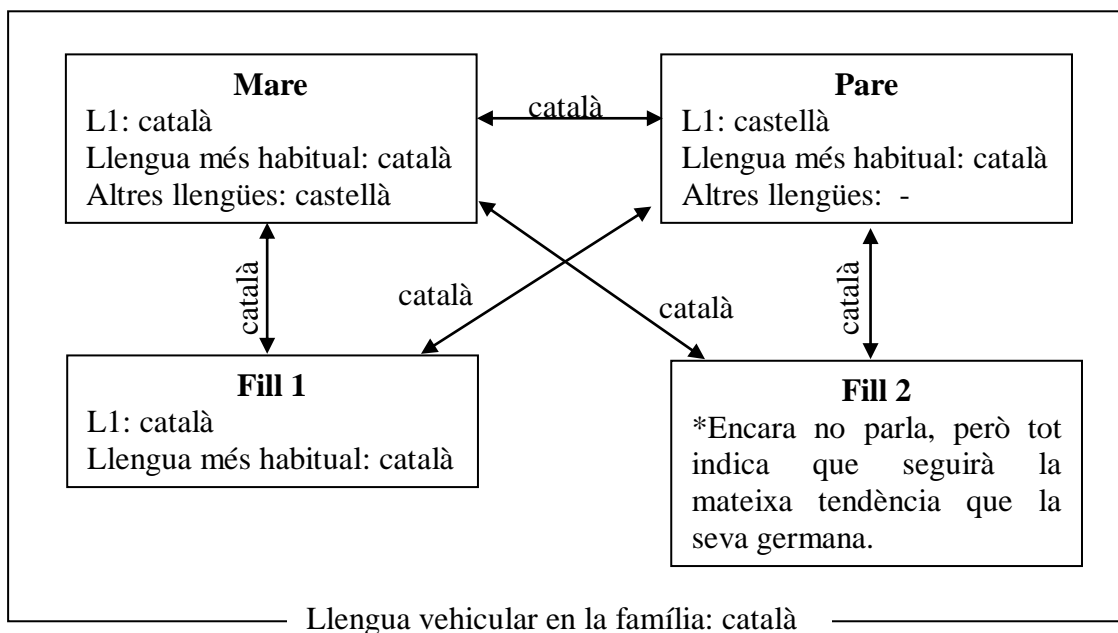 Mare
L1: català
Llengua més habitual: català
Altres llengües: castellà
català
Pare
L1: castellà
Llengua més habitual: català
Altres llengües: -
català
català
català
català
Fill 1
L1: català
Llengua més habitual: català
Fill 2
*Encara no parla, però tot
indica que seguirà la
mateixa tendència que la
seva germana.
Llengua vehicular en la família: català